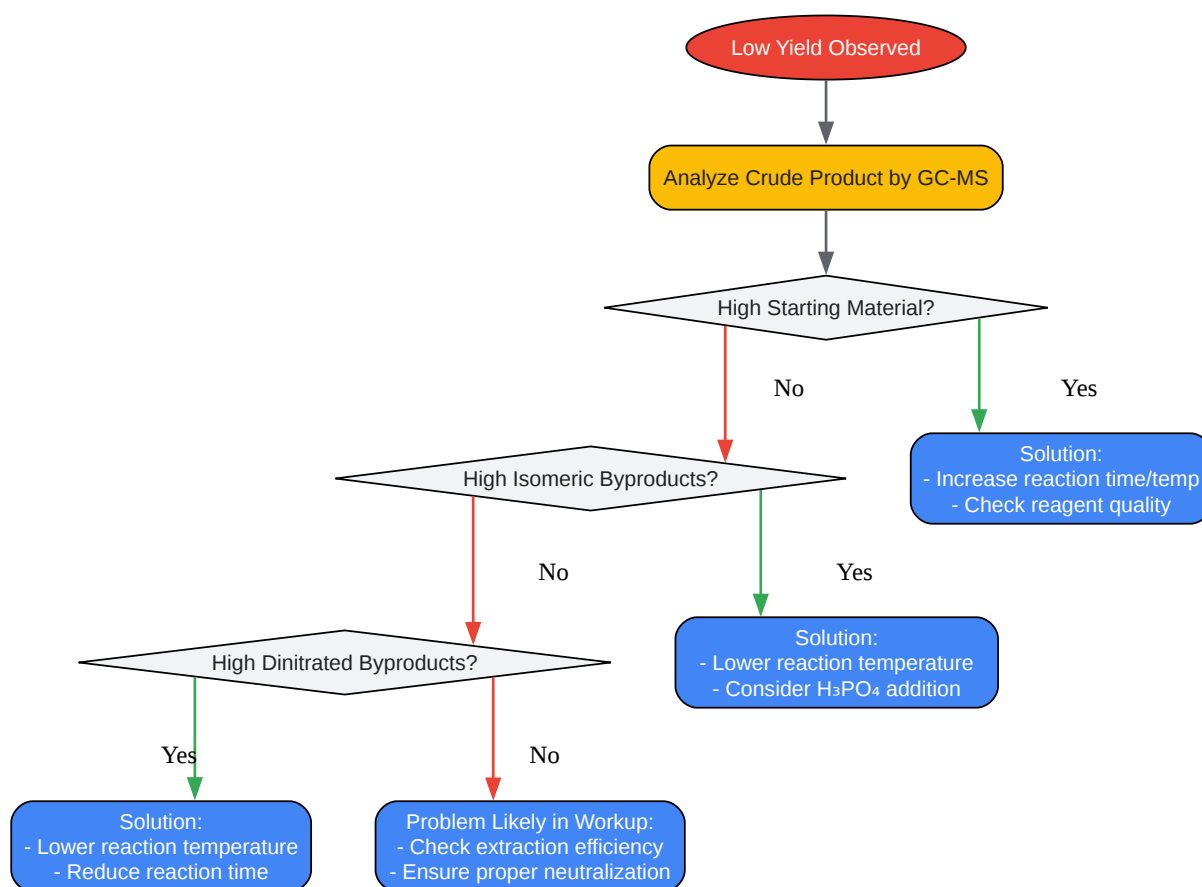 Low Yield Observed
Analyze Crude Product by GC-MS
High Starting Material?
No
Yes
Solution:
- Increase reaction time/temp
- Check reagent quality
High Isomeric Byproducts?
No
Yes
Solution:
- Lower reaction temperature
- Consider H₃PO₄ addition
High Dinitrated Byproducts?
Yes
No
Solution:
- Lower reaction temperature
- Reduce reaction time
Problem Likely in Workup:
- Check extraction efficiency
- Ensure proper neutralization